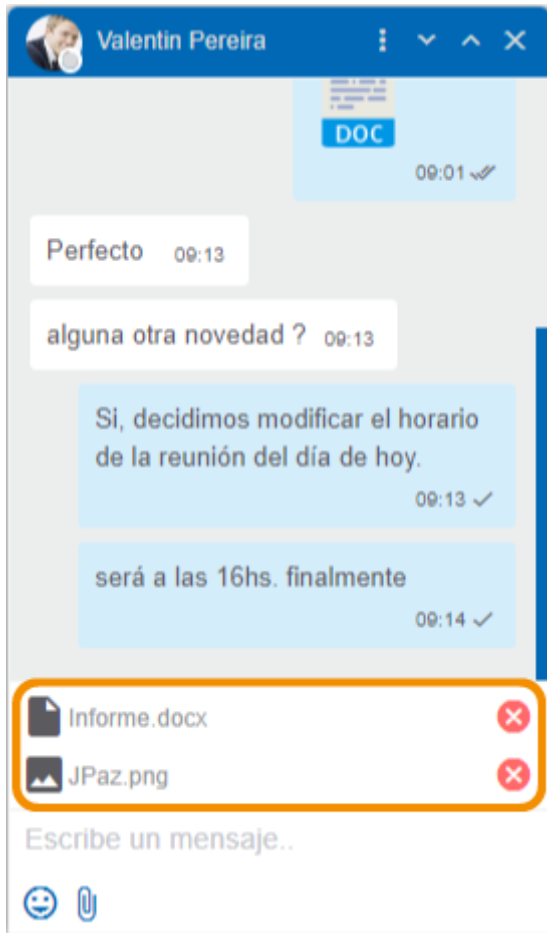 Valentin Pereira
DOC
09:01
Perfecto 09:13
alguna otra novedad ? 09:13
Si, decidimos modificar el horario
de la reunión del día de hoy.
09:13
será a las 16hs. finalmente
09:14
Informe.docx
JPaz.png
Escribe un mensaje..